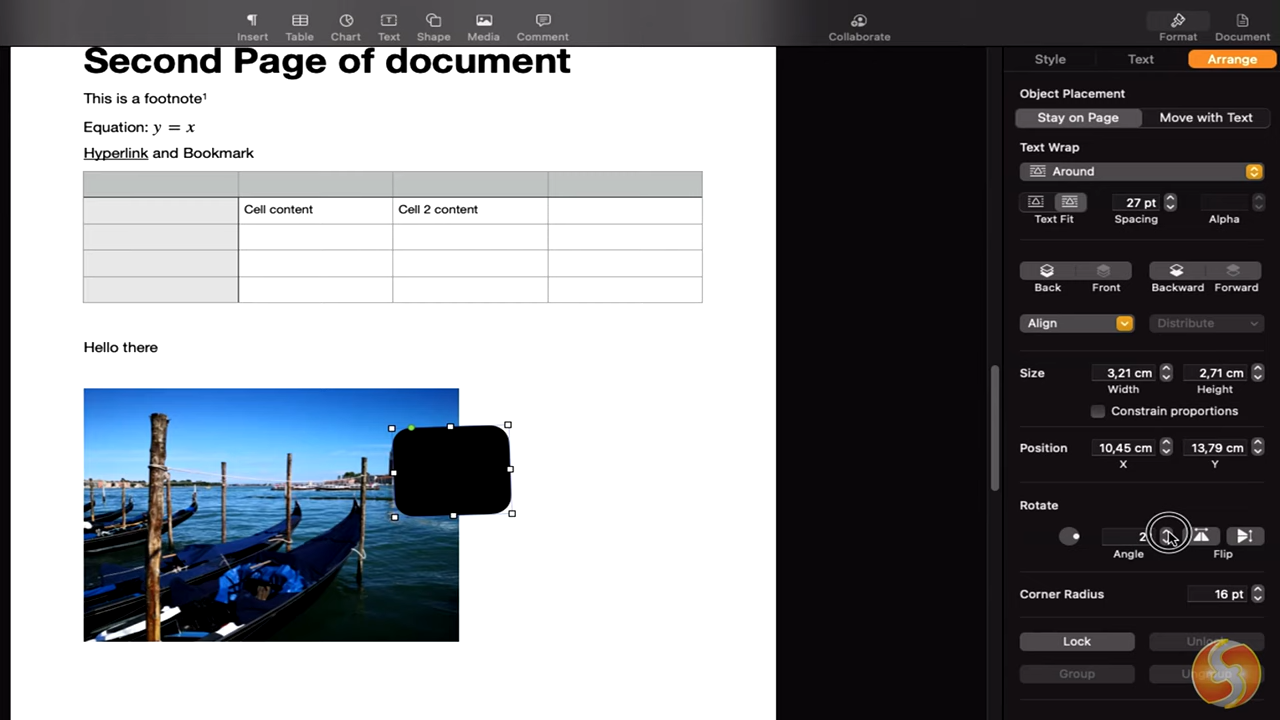 Insert Table Chart Text Shape Media Comment Collaborate Format Document
Second Page of document
This is a footnote¹
Equation: y = x
Hyperlink and Bookmark
Cell content Cell 2 content
Hello there
Style Text Arrange
Object Placement
Stay on Page Move with Text
Text Wrap
Around
27 pt
Text Fit Spacing Alpha
Back Front Backward Forward
Align Distribute
Size 3,21 cm 2,71 cm
Width Height
Constrain proportions
Position 10,45 cm 13,79 cm
X Y
Rotate
2
Angle Flip
Corner Radius 16 pt
Lock
Group